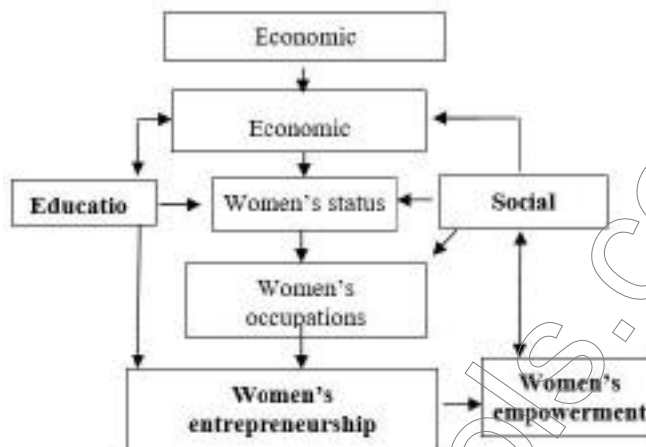 Economic
Economic
Educatio
Women's status
Social
Women's
occupations
Women's
entrepreneurship
Women's
empowerment